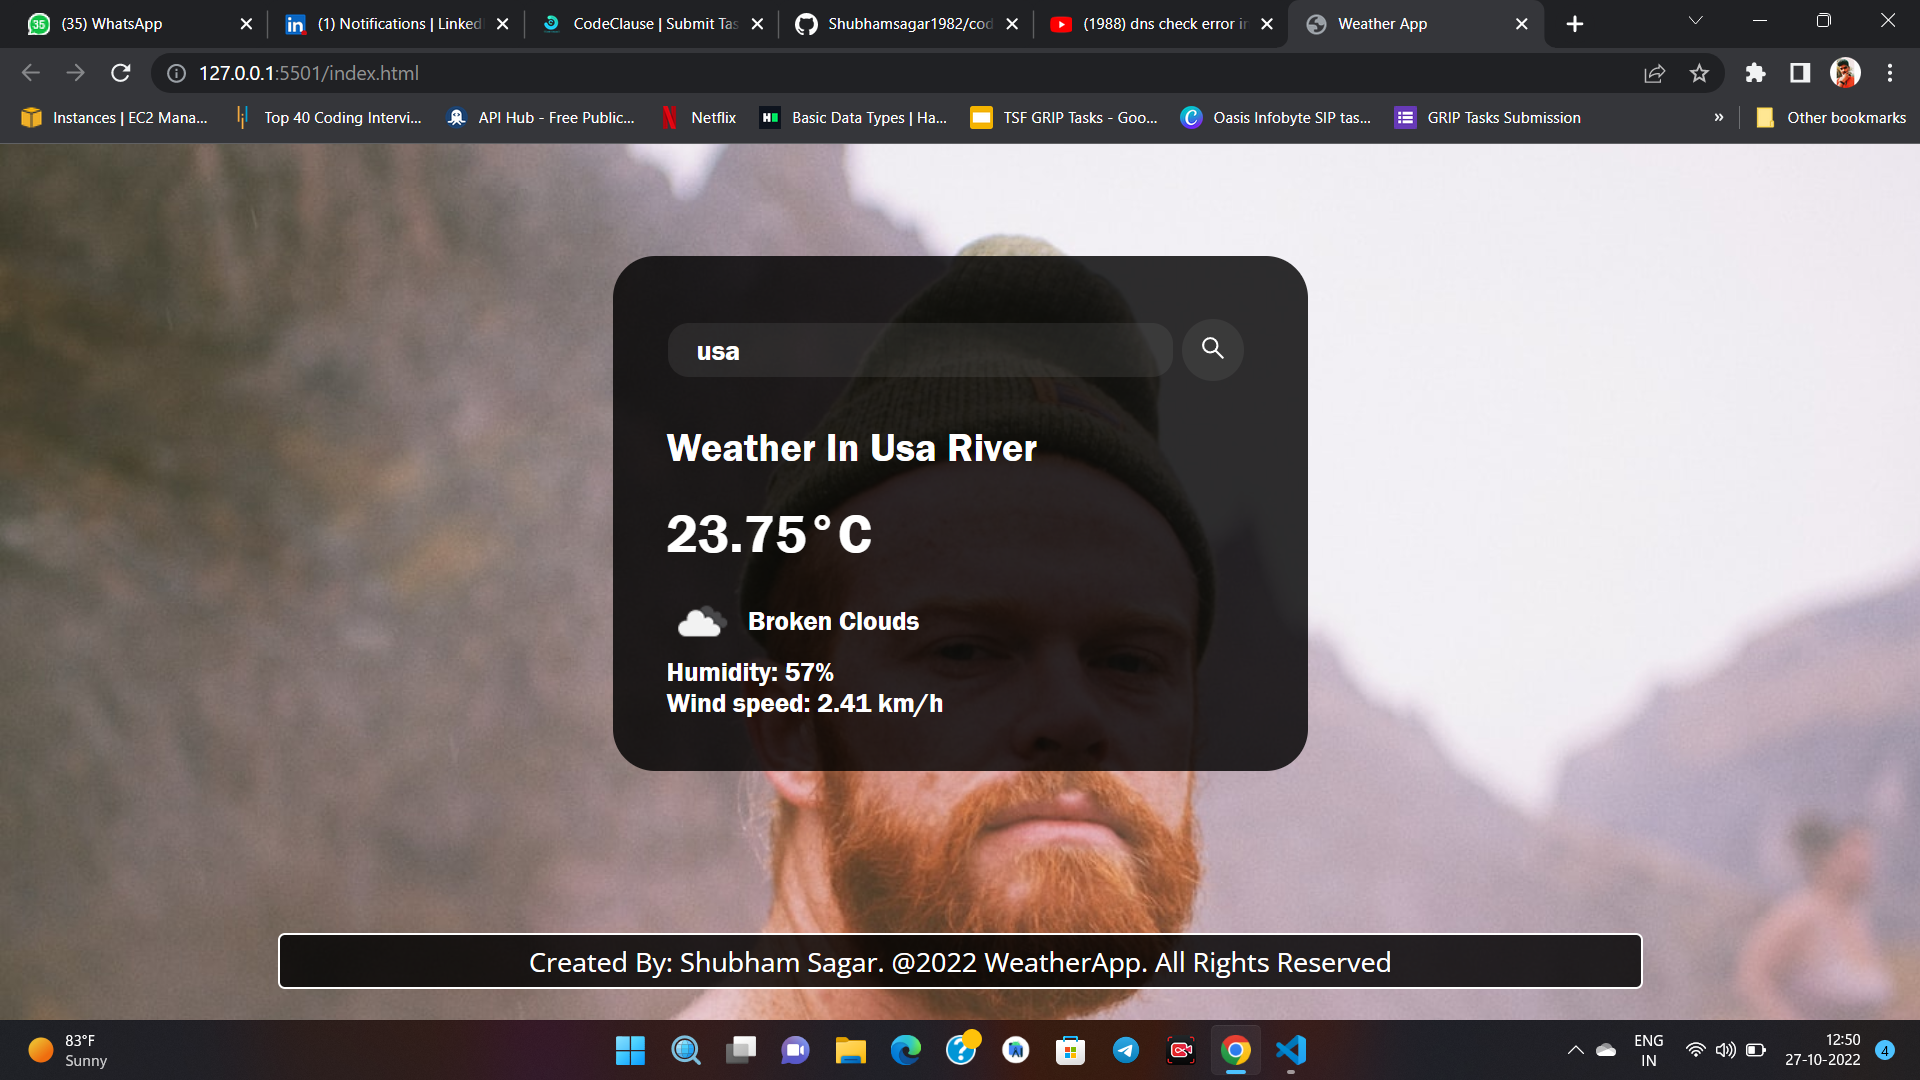 (35) WhatsApp
(1) Notifications | Linked
CodeClause | Submit Tas
Shubhamsagar1982/cod
(1988) dns check error in
Weather App
127.0.0.1:5501/index.html
Instances | EC2 Mana...
Top 40 Coding Intervi...
API Hub - Free Public...
Netflix
Basic Data Types | Ha...
TSF GRIP Tasks - Goo...
Oasis Infobyte SIP tas...
GRIP Tasks Submission
»
Other bookmarks
usa
Weather In Usa River
23.75°C
Broken Clouds
Humidity: 57%
Wind speed: 2.41 km/h
Created By: Shubham Sagar. @2022 WeatherApp. All Rights Reserved
83°F
Sunny
ENG
IN
12:50
27-10-2022
4